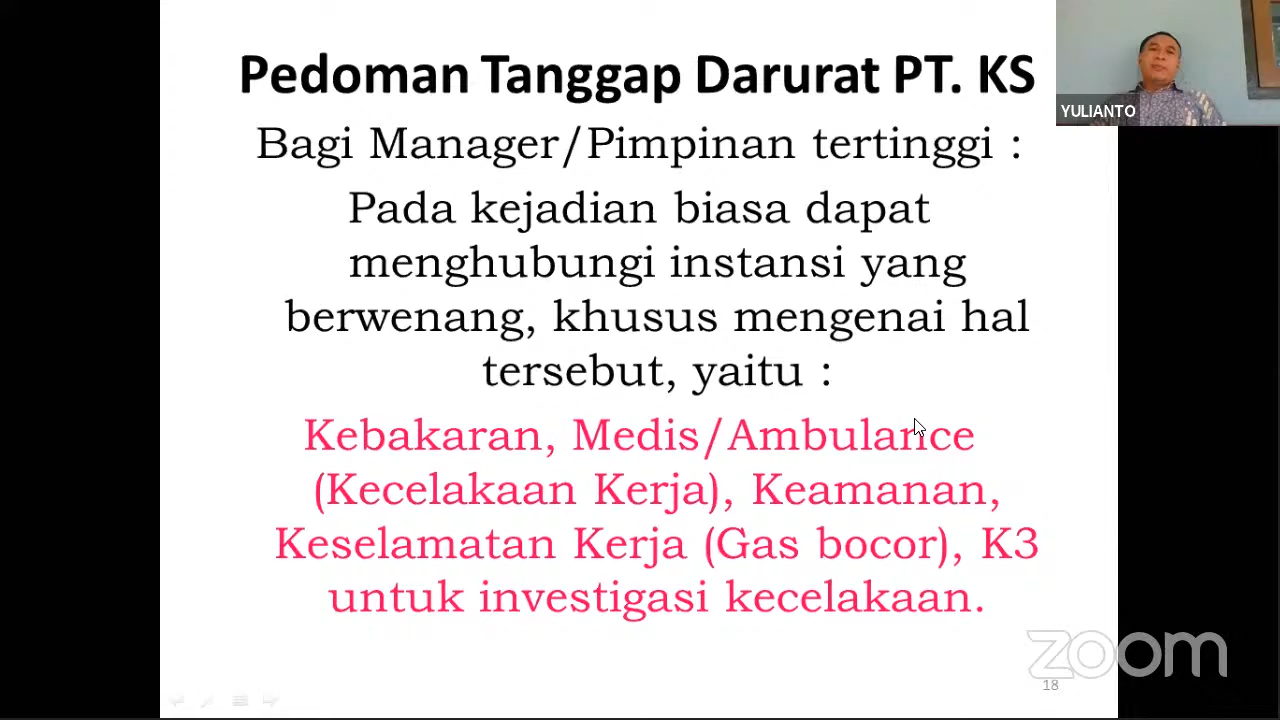 Pedoman Tanggap Darurat PT. KS
YULIANTO
Bagi Manager/Pimpinan tertinggi :
Pada kejadian biasa dapat
menghubungi instansi yang
berwenang, khusus mengenai hal
tersebut, yaitu :
Kebakaran, Medis/Ambulance
(Kecelakaan Kerja), Keamanan,
Keselamatan Kerja (Gas bocor), K3
untuk investigasi kecelakaan.
zoom
18